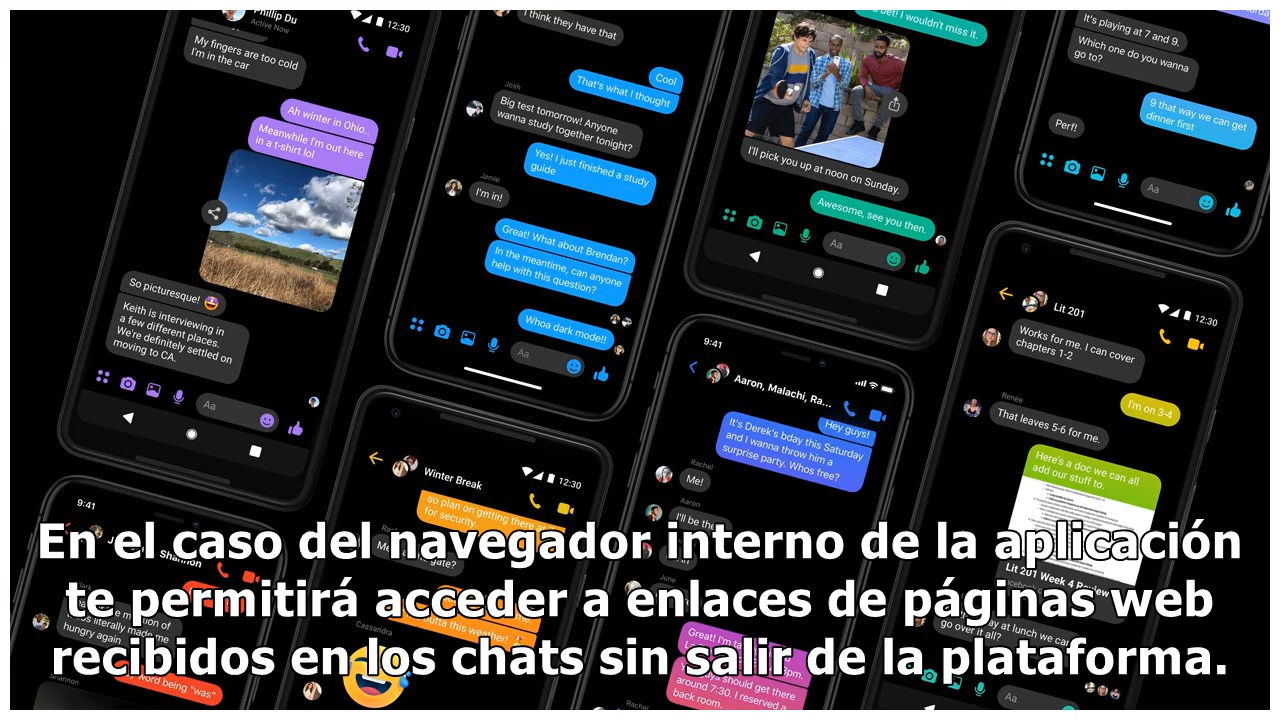 Phillip Du
Active Now
12:30
My fingers are too cold
I'm in the car
Ah winter in Ohio..
Meanwhile I'm out here
in a t-shirt lol
So picturesque! 🤩
Keith is interviewing in
a few different places.
We're definitely settled on
moving to CA.
Aa
I think they have that
Cool
That's what I thought
Josh
Big test tomorrow! Anyone
wanna study together tonight?
Yes! I just finished a study
guide
Jamie
I'm in!
Great! What about Brendan?
In the meantime, can anyone
help with this question?
Whoa dark mode!!
Aa
bet! I wouldn't miss it.
I'll pick you up at noon on Sunday.
Awesome, see you then.
Aa
It's playing at 7 and 9.
Which one do you wanna
go to?
9 that way we can get
dinner first
Perf!
Aa
9:41
Shannon
hungry again
word being "was"
Shannon
Winter Break
12:30
so plan on getting there at
for security.
gate?
Cassandra
outta this weather!
9:41
Aaron, Malachi, Ra...
Hey guys!
It's Derek's bday this Saturday
and I wanna throw him a
surprise party. Whos free?
Rachel
Me!
Aaron
I'll be the
June
Great! I'm
8pm.
should get there
around 7:30. I reserved a
back room.
Rachel
Lit 201
12:30
Works for me. I can cover
chapters 1-2
I'm on 3-4
Renee
That leaves 5-6 for me.
Here's a doc we can all
add our stuff to.
Lit 201 Week 4 Review
at lunch we can
go over it all?
Aa
En el caso del navegador interno de la aplicación
te permitirá acceder a enlaces de páginas web
recibidos en los chats sin salir de la plataforma.